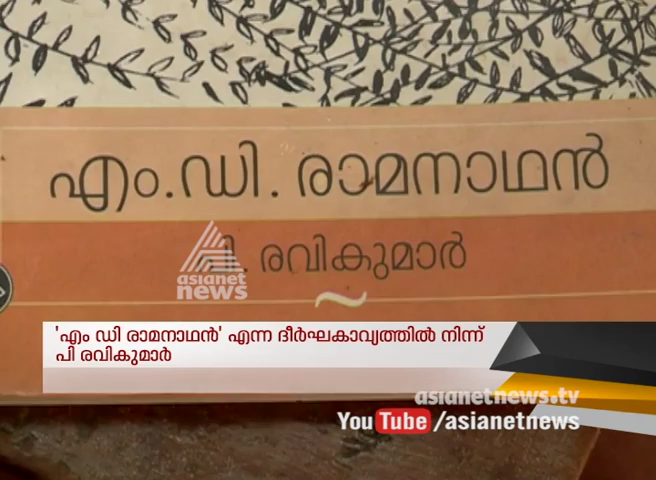 എം.ഡി. രാമനാഥൻ
പി. രവികുമാർ
asianet
news
'എം ഡി രാമനാഥൻ' എന്ന ദീർഘകാവ്യത്തിൽ നിന്ന്
പി രവികുമാർ
asianetnews.tv
YouTube /asianetnews